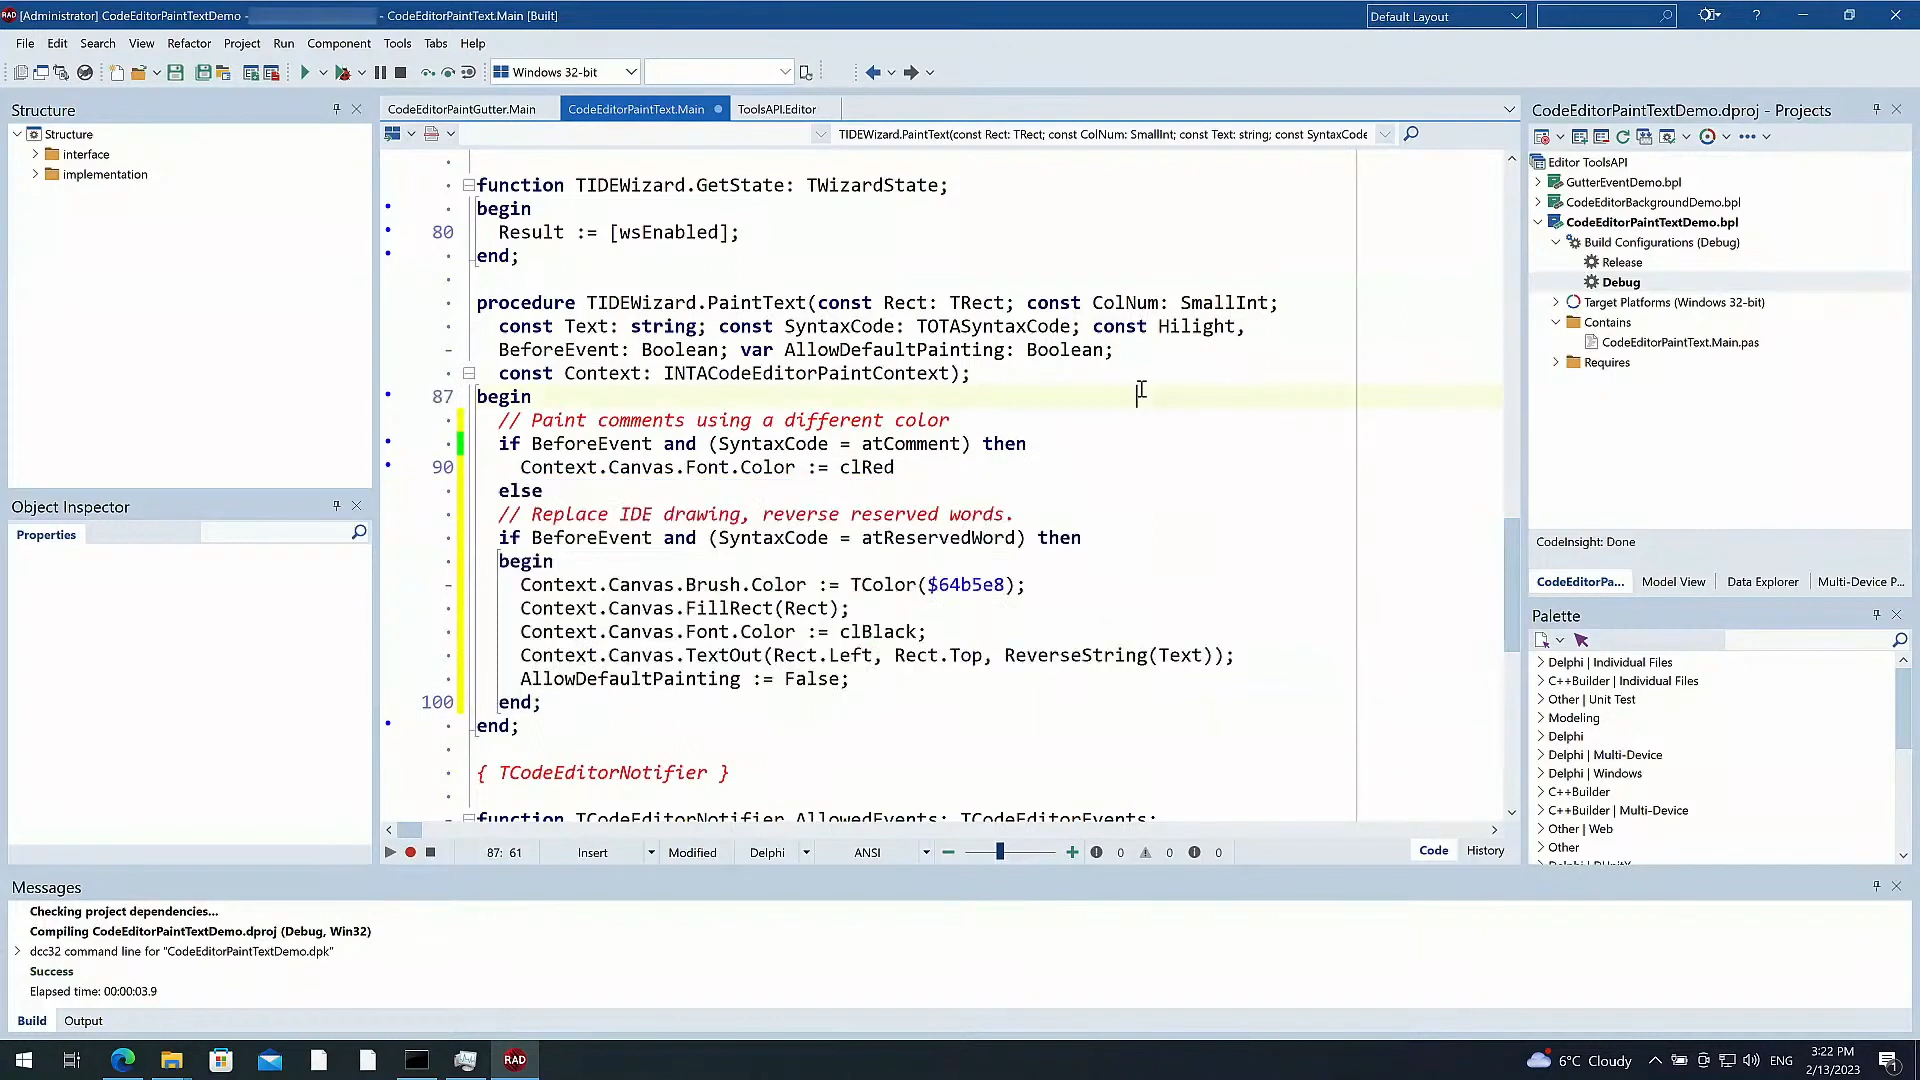 [Administrator] CodeEditorPaintTextDemo - - CodeEditorPaintText.Main [Built]
Default Layout
File Edit Search View Refactor Project Run Component Tools Tabs Help
Windows 32-bit
Structure
Structure
interface
implementation
Object Inspector
Properties
CodeEditorPaintGutter.Main
CodeEditorPaintText.Main
ToolsAPI.Editor
TIDEWizard.PaintText(const Rect: TRect; const ColNum: SmallInt; const Text: string; const SyntaxCode
function TIDEWizard.GetState: TWizardState;
begin
80 Result := [wsEnabled];
end;
procedure TIDEWizard.PaintText(const Rect: TRect; const ColNum: SmallInt;
const Text: string; const SyntaxCode: TOTASyntaxCode; const Hilight,
BeforeEvent: Boolean; var AllowDefaultPainting: Boolean;
const Context: INTACodeEditorPaintContext);
87 begin
// Paint comments using a different color
if BeforeEvent and (SyntaxCode = atComment) then
90 Context.Canvas.Font.Color := clRed
else
// Replace IDE drawing, reverse reserved words.
if BeforeEvent and (SyntaxCode = atReservedWord) then
begin
Context.Canvas.Brush.Color := TColor($64b5e8);
Context.Canvas.FillRect(Rect);
Context.Canvas.Font.Color := clBlack;
Context.Canvas.TextOut(Rect.Left, Rect.Top, ReverseString(Text));
AllowDefaultPainting := False;
100 end;
end;
{ TCodeEditorNotifier }
function TCodeEditorNotifier.AllowedEvents: TCodeEditorEvents;
87: 61 Insert Modified Delphi ANSI 0 0 0 Code History
CodeEditorPaintTextDemo.dproj - Projects
Editor ToolsAPI
GutterEventDemo.bpl
CodeEditorBackgroundDemo.bpl
CodeEditorPaintTextDemo.bpl
Build Configurations (Debug)
Release
Debug
Target Platforms (Windows 32-bit)
Contains
CodeEditorPaintText.Main.pas
Requires
CodeInsight: Done
CodeEditorPa... Model View Data Explorer Multi-Device P...
Palette
Delphi | Individual Files
C++Builder | Individual Files
Other | Unit Test
Modeling
Delphi
Delphi | Multi-Device
Delphi | Windows
C++Builder
C++Builder | Multi-Device
Other | Web
Other
Delphi | DUnitX
Messages
Checking project dependencies...
Compiling CodeEditorPaintTextDemo.dproj (Debug, Win32)
dcc32 command line for "CodeEditorPaintTextDemo.dpk"
Success
Elapsed time: 00:00:03.9
Build Output
RAD
6°C Cloudy
ENG
3:22 PM
2/13/2023
1